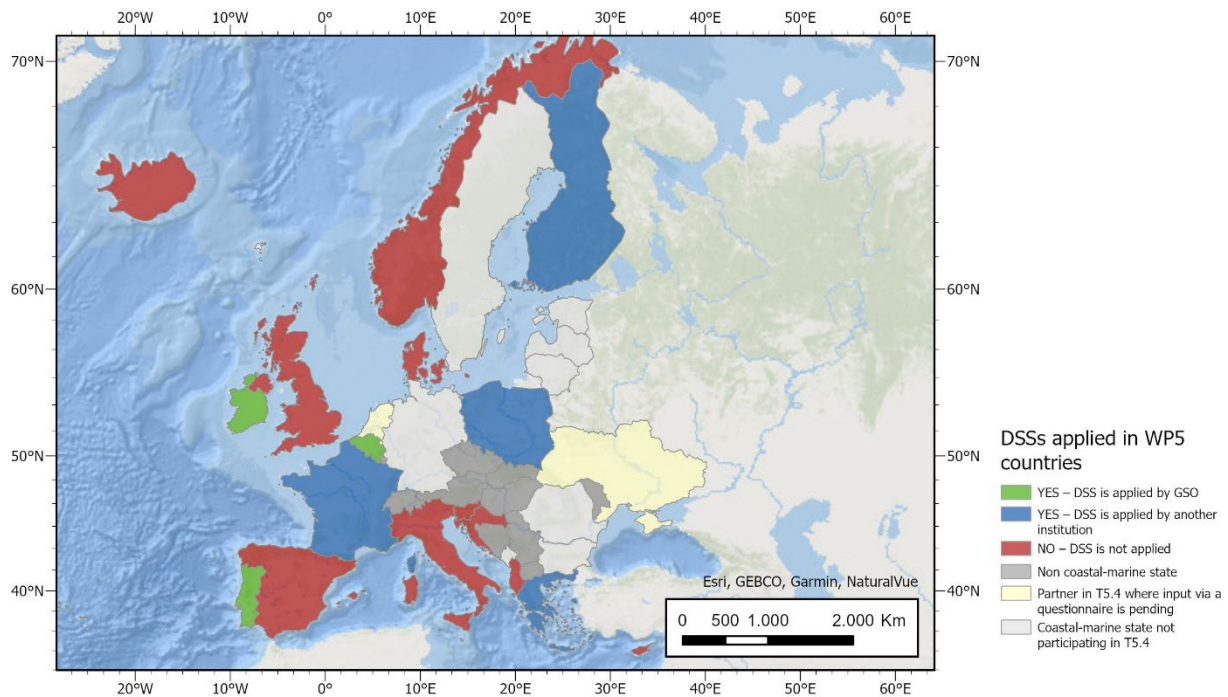 20°W 10°W 0° 10°E 20°E 30°E 40°E 50°E 60°E
70°N 70°N
60°N 60°N
50°N 50°N
40°N 40°N
DSSs applied in WP5
countries
YES – DSS is applied by GSO
YES – DSS is applied by another
institution
NO – DSS is not applied
Non coastal-marine state
Partner in T5.4 where input via a
questionnaire is pending
Coastal-marine state not
participating in T5.4
Esri, GEBCO, Garmin, NaturalVue
0 500 1.000 2.000 Km
20°W 10°W 0° 10°E 20°E 30°E 40°E 50°E 60°E